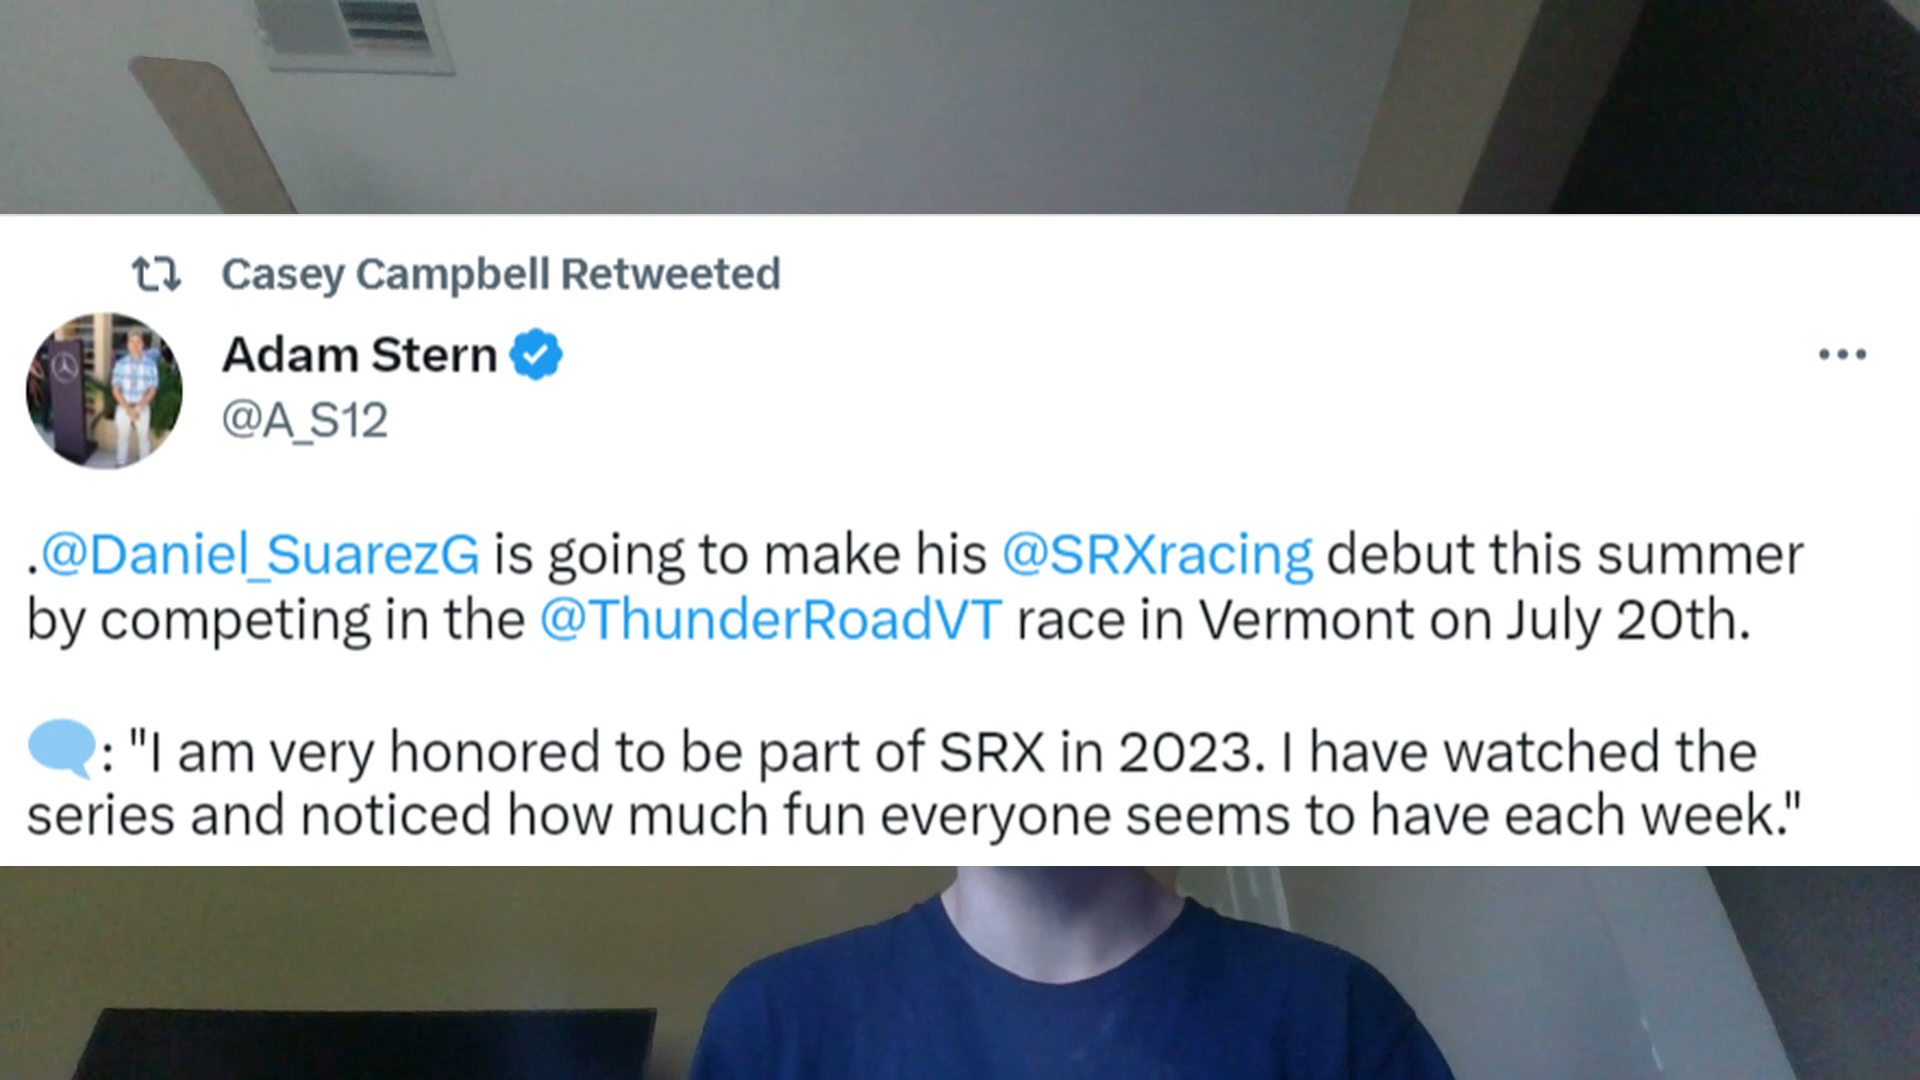 Casey Campbell Retweeted
Adam Stern
@A_S12
.@Daniel_SuarezG is going to make his @SRXracing debut this summer
by competing in the @ThunderRoadVT race in Vermont on July 20th.
: "I am very honored to be part of SRX in 2023. I have watched the
series and noticed how much fun everyone seems to have each week."